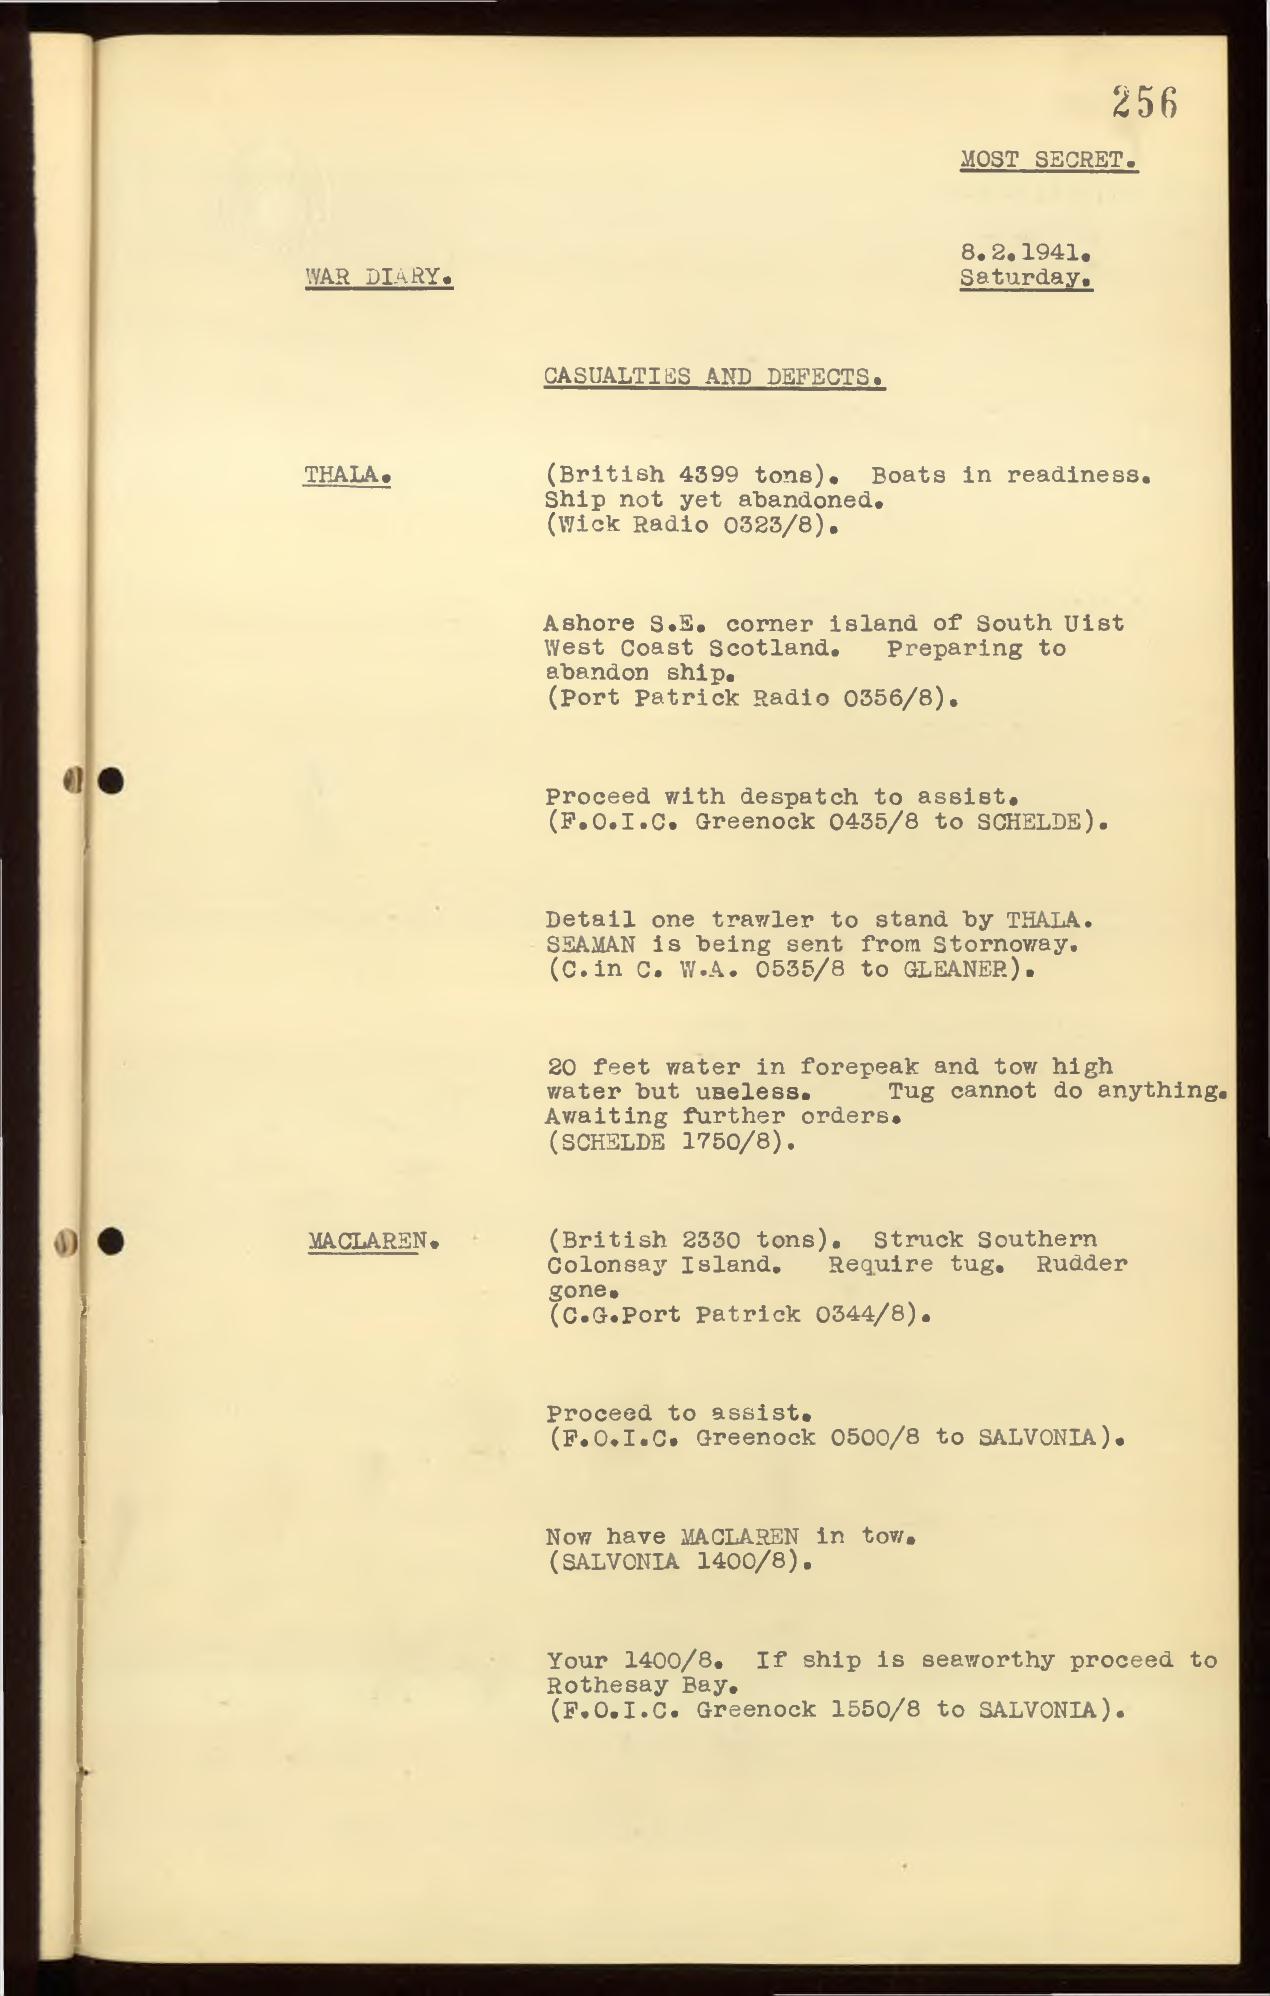 256
MOST SECRET.
8.2.1941.
WAR DIARY.
Saturday.
CASUALTIES AND DEFECTS.
THALA.
(British 4399 tons). Boats in readiness.
Ship not yet abandoned.
(Wick Radio 0323/8).
Ashore S.E. corner island of South Uist
West Coast Scotland. Preparing to
abandon ship.
(Port Patrick Radio 0356/8).
Proceed with despatch to assist.
(F.O.I.C. Greenock 0435/8 to SCHELDE).
Detail one trawler to stand by THALA.
SEAMAN is being sent from Stornoway.
(C.in C. W.A. 0535/8 to GLEANER).
20 feet water in forepeak and tow high
water but useless. Tug cannot do anything.
Awaiting further orders.
(SCHELDE 1750/8).
MACLAREN.
(British 2330 tons). Struck Southern
Colonsay Island. Require tug. Rudder
gone.
(C.G.Port Patrick 0344/8).
Proceed to assist.
(F.O.I.C. Greenock 0500/8 to SALVONIA).
Now have MACLAREN in tow.
(SALVONIA 1400/8).
Your 1400/8. If ship is seaworthy proceed to
Rothesay Bay.
(F.O.I.C. Greenock 1550/8 to SALVONIA).